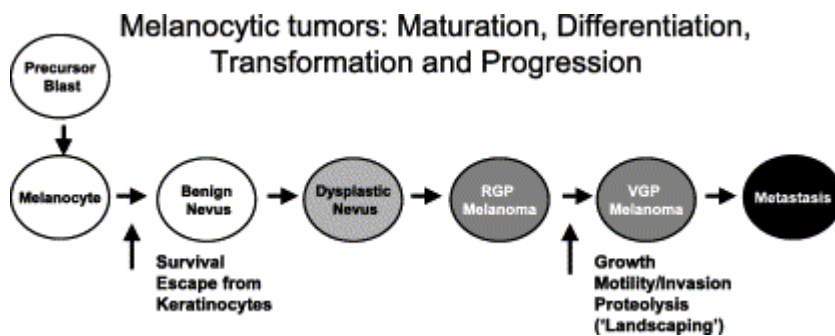 Melanocytic tumors: Maturation, Differentiation,
Transformation and Progression
Precursor
Blast
Melanocyte
Benign
Nevus
Dysplastic
Nevus
RGP
Melanoma
VGP
Melanoma
Metastasis
Survival
Escape from
Keratinocytes
Growth
Motility/Invasion
Proteolysis
('Landscaping')